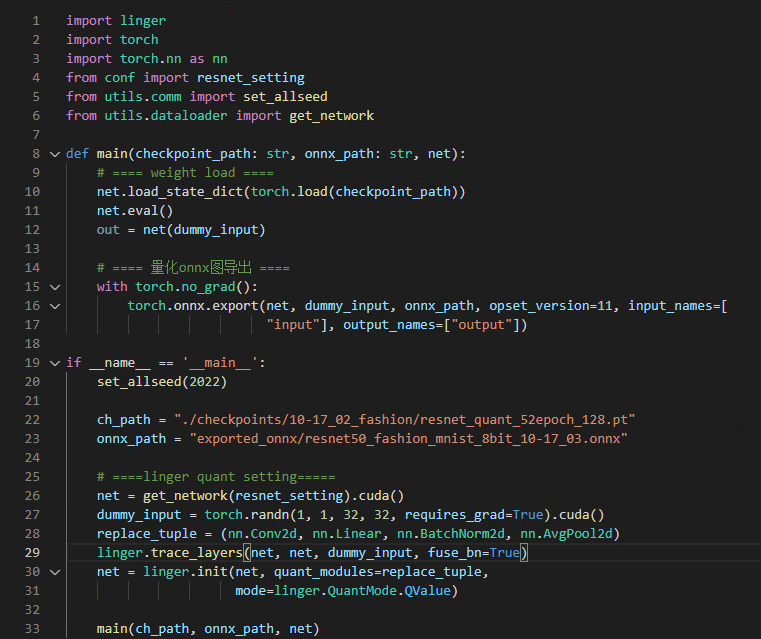 1 import linger
2 import torch
3 import torch.nn as nn
4 from conf import resnet_setting
5 from utils.comm import set_allseed
6 from utils.dataloader import get_network
7
8 def main(checkpoint_path: str, onnx_path: str, net):
9     # ==== weight load ====
10     net.load_state_dict(torch.load(checkpoint_path))
11     net.eval()
12     out = net(dummy_input)
13
14     # ==== 量化onnx图导出 ====
15     with torch.no_grad():
16         torch.onnx.export(net, dummy_input, onnx_path, opset_version=11, input_names=[
17                           "input"], output_names=["output"])
18
19 if __name__ == '__main__':
20     set_allseed(2022)
21
22     ch_path = "./checkpoints/10-17_02_fashion/resnet_quant_52epoch_128.pt"
23     onnx_path = "exported_onnx/resnet50_fashion_mnist_8bit_10-17_03.onnx"
24
25     # ====linger quant setting=====
26     net = get_network(resnet_setting).cuda()
27     dummy_input = torch.randn(1, 1, 32, 32, requires_grad=True).cuda()
28     replace_tuple = (nn.Conv2d, nn.Linear, nn.BatchNorm2d, nn.AvgPool2d)
29     linger.trace_layers(net, net, dummy_input, fuse_bn=True)
30     net = linger.init(net, quant_modules=replace_tuple,
31                       mode=linger.QuantMode.QValue)
32
33     main(ch_path, onnx_path, net)